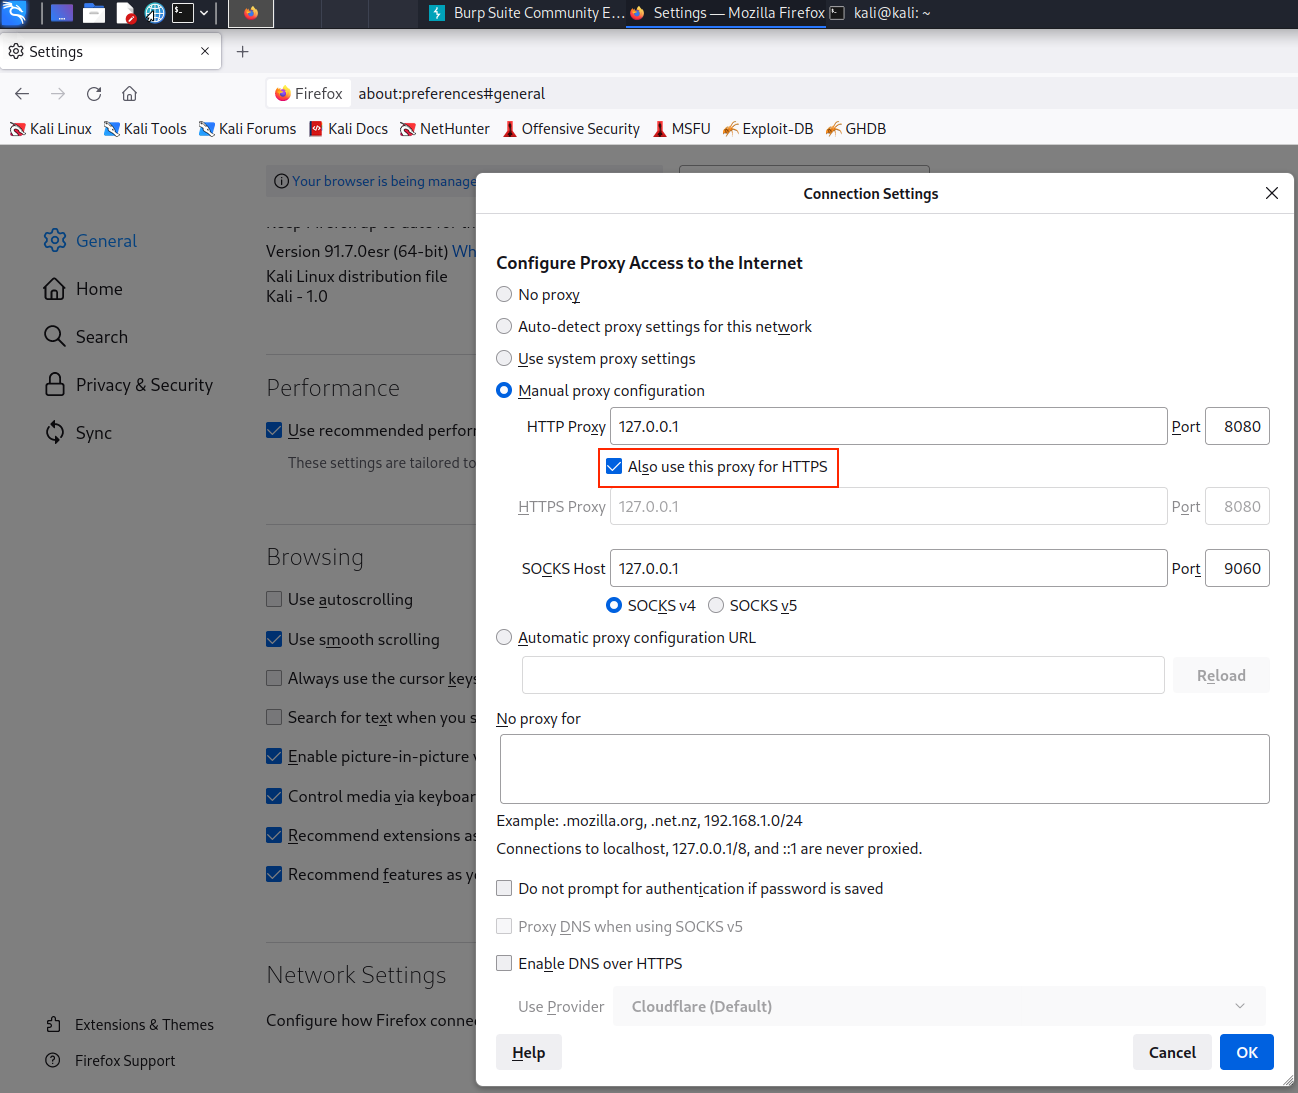 Burp Suite Community E...
Settings — Mozilla Firefox
kali@kali: ~
Settings
Firefox
about:preferences#general
Kali Linux
Kali Tools
Kali Forums
Kali Docs
NetHunter
Offensive Security
MSFU
Exploit-DB
GHDB
Your browser is being manage
General
Home
Search
Privacy & Security
Sync
Extensions & Themes
Firefox Support
Version 91.7.0esr (64-bit) Wh
Kali Linux distribution file
Kali - 1.0
Performance
Use recommended perfor
These settings are tailored to
Browsing
Use autoscrolling
Use smooth scrolling
Always use the cursor keys
Search for text when you s
Enable picture-in-picture
Control media via keyboar
Recommend extensions as
Recommend features as yo
Network Settings
Configure how Firefox conne
Connection Settings
Configure Proxy Access to the Internet
No proxy
Auto-detect proxy settings for this network
Use system proxy settings
Manual proxy configuration
HTTP Proxy 127.0.0.1 Port 8080
Also use this proxy for HTTPS
HTTPS Proxy 127.0.0.1 Port 8080
SOCKS Host 127.0.0.1 Port 9060
SOCKS v4 SOCKS v5
Automatic proxy configuration URL
Reload
No proxy for
Example: .mozilla.org, .net.nz, 192.168.1.0/24
Connections to localhost, 127.0.0.1/8, and ::1 are never proxied.
Do not prompt for authentication if password is saved
Proxy DNS when using SOCKS v5
Enable DNS over HTTPS
Use Provider Cloudflare (Default)
Help
Cancel
OK